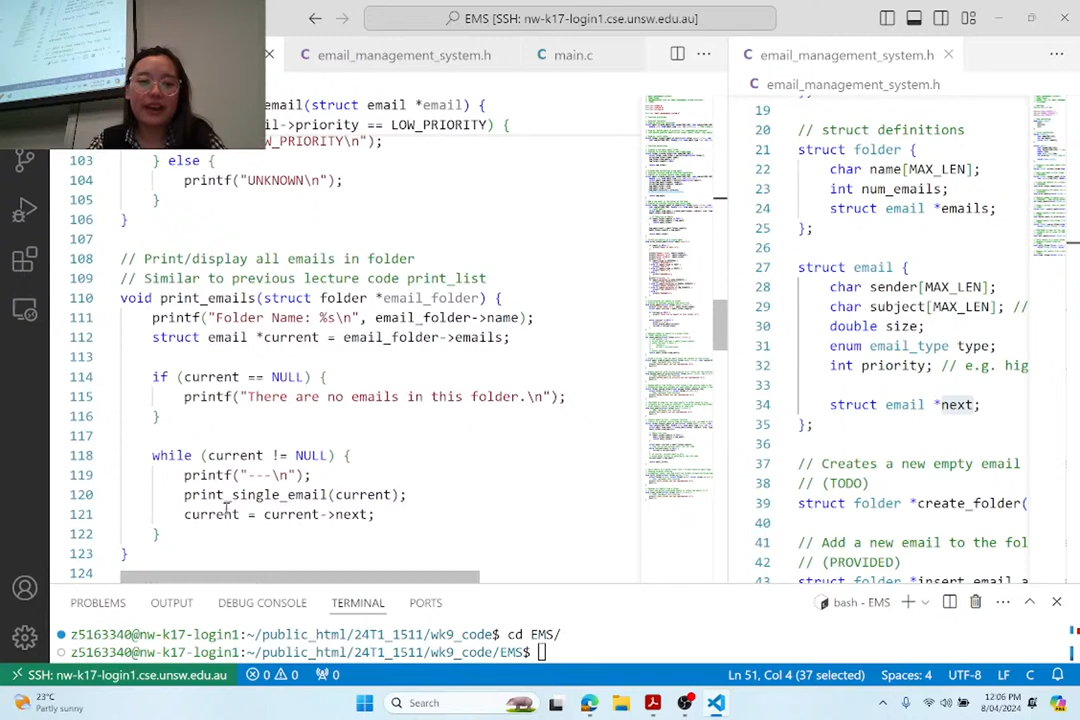 EMS [SSH: nw-k17-login1.cse.unsw.edu.au]
C email_management_system.h
C main.c
C email_management_system.h
C email_management_system.h
email(struct email *email) {
->priority == LOW_PRIORITY) {
W_PRIORITY\n");
103 } else {
104 printf("UNKNOWN\n");
105 }
106 }
107
108 // Print/display all emails in folder
109 // Similar to previous lecture code print_list
110 void print_emails(struct folder *email_folder) {
111 printf("Folder Name: %s\n", email_folder->name);
112 struct email *current = email_folder->emails;
113
114 if (current == NULL) {
115 printf("There are no emails in this folder.\n");
116 }
117
118 while (current != NULL) {
119 printf("---\n");
120 print_single_email(current);
121 current = current->next;
122 }
123 }
124
19
20 // struct definitions
21 struct folder {
22 char name[MAX_LEN];
23 int num_emails;
24 struct email *emails;
25 };
26
27 struct email {
28 char sender[MAX_LEN];
29 char subject[MAX_LEN]; //
30 double size;
31 enum email_type type;
32 int priority; // e.g. hig
33
34 struct email *next;
35 };
36
37 // Creates a new empty email
38 // (TODO)
39 struct folder *create_folder(
40
41 // Add a new email to the fol
42 // (PROVIDED)
43 struct folder *insert_email_a
PROBLEMS OUTPUT DEBUG CONSOLE TERMINAL PORTS
bash - EMS
z5163340@nw-k17-login1:~/public_html/24T1_1511/wk9_code$ cd EMS/
z5163340@nw-k17-login1:~/public_html/24T1_1511/wk9_code/EMS$
SSH: nw-k17-login1.cse.unsw.edu.au 0 0 0 Ln 51, Col 4 (37 selected) Spaces: 4 UTF-8 LF C
23°C
Partly sunny
Search
12:06 PM
8/04/2024